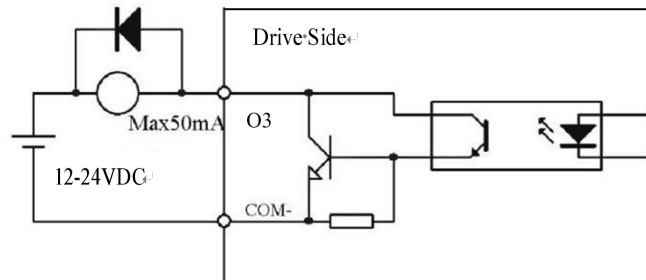 Drive Side
Max50mA
O3
12-24VDC
COM-